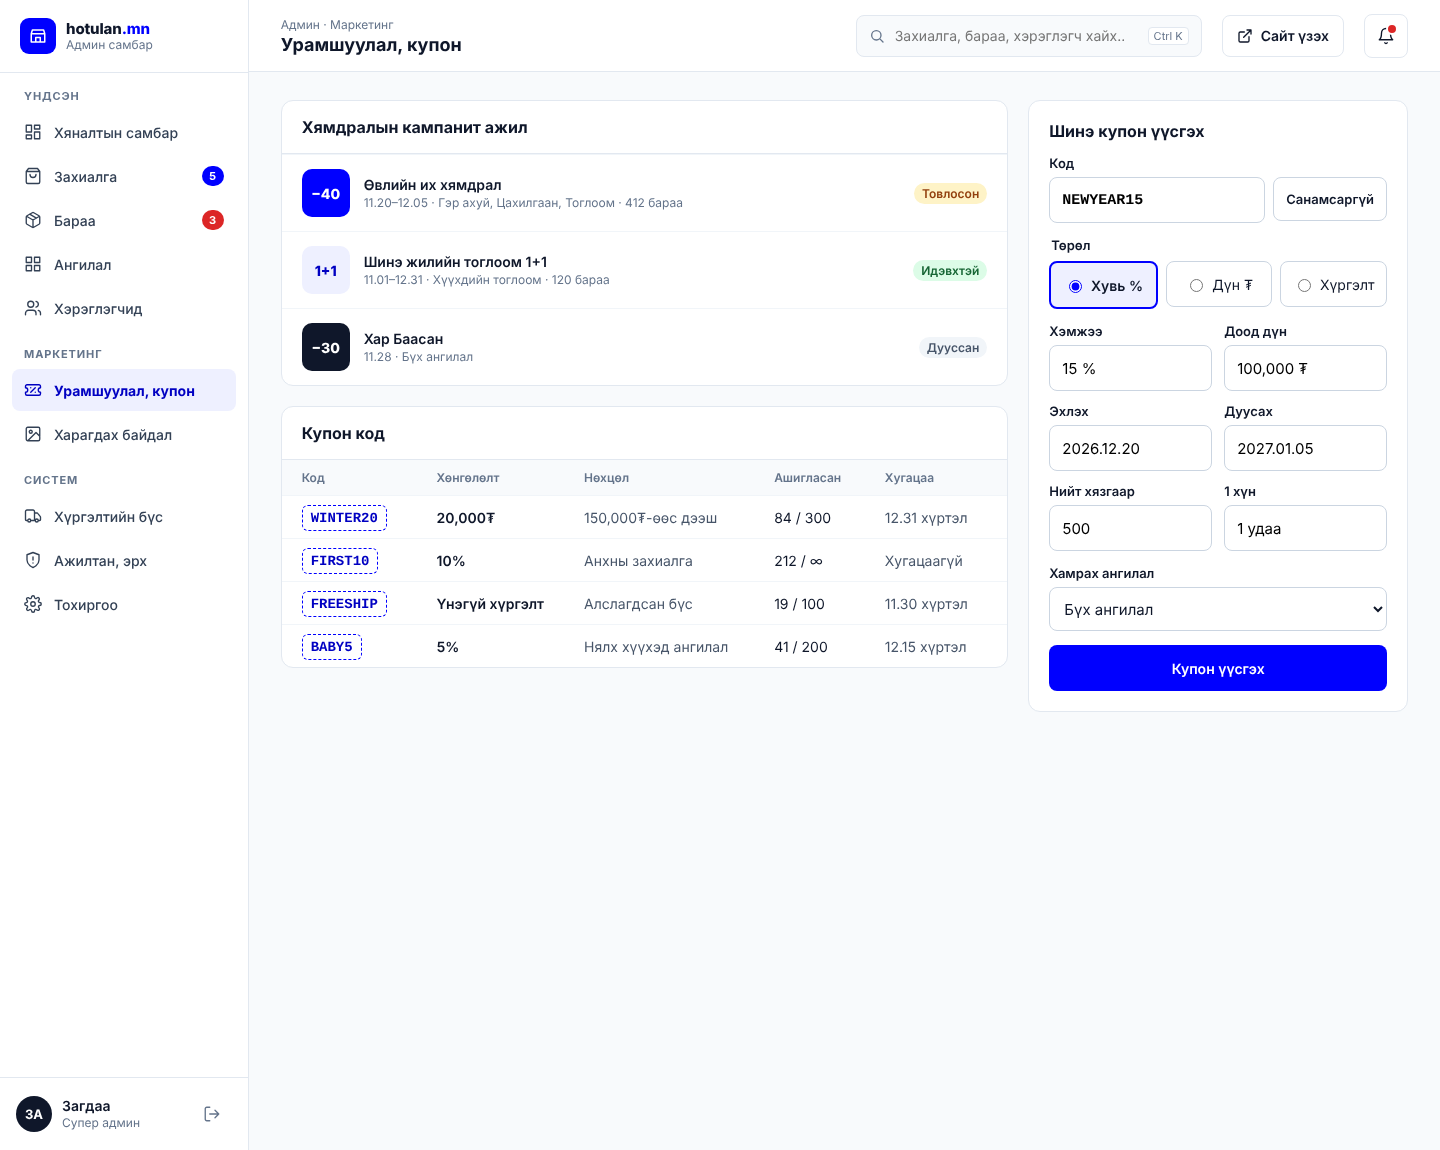 hotulan.mn
Админ самбар
ҮНДСЭН
Хяналтын самбар
Захиалга 5
Бараа 3
Ангилал
Хэрэглэгчид
МАРКЕТИНГ
Урамшуулал, купон
Харагдах байдал
СИСТЕМ
Хүргэлтийн бүс
Ажилтан, эрх
Тохиргоо
ЗА
Загдаа
Супер админ
Админ · Маркетинг
Урамшуулал, купон
Захиалга, бараа, хэрэглэгч хайх.. Ctrl K
Сайт үзэх
Хямдралын кампанит ажил
−40
Өвлийн их хямдрал
11.20–12.05 · Гэр ахуй, Цахилгаан, Тоглоом · 412 бараа
Товлосон
1+1
Шинэ жилийн тоглоом 1+1
11.01–12.31 · Хүүхдийн тоглоом · 120 бараа
Идэвхтэй
−30
Хар Баасан
11.28 · Бүх ангилал
Дууссан
Купон код
Код Хөнгөлөлт Нөхцөл Ашигласан Хугацаа
WINTER20 20,000₮ 150,000₮-өөс дээш 84 / 300 12.31 хүртэл
FIRST10 10% Анхны захиалга 212 / ∞ Хугацаагүй
FREESHIP Үнэгүй хүргэлт Алслагдсан бүс 19 / 100 11.30 хүртэл
BABY5 5% Нялх хүүхэд ангилал 41 / 200 12.15 хүртэл
Шинэ купон үүсгэх
Код
NEWYEAR15 Санамсаргүй
Төрөл
Хувь % Дүн ₮ Хүргэлт
Хэмжээ Доод дүн
15 % 100,000 ₮
Эхлэх Дуусах
2026.12.20 2027.01.05
Нийт хязгаар 1 хүн
500 1 удаа
Хамрах ангилал
Бүх ангилал
Купон үүсгэх